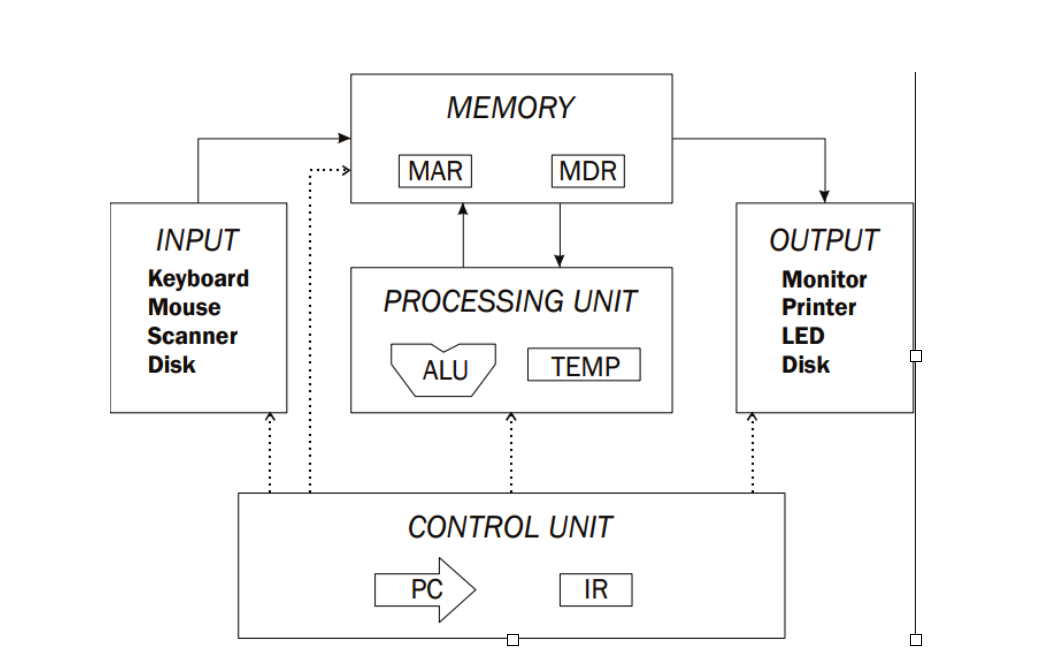 MEMORY
MAR
MDR
INPUT
Keyboard
Mouse
Scanner
Disk
PROCESSING UNIT
ALU
TEMP
OUTPUT
Monitor
Printer
LED
Disk
CONTROL UNIT
PC
IR